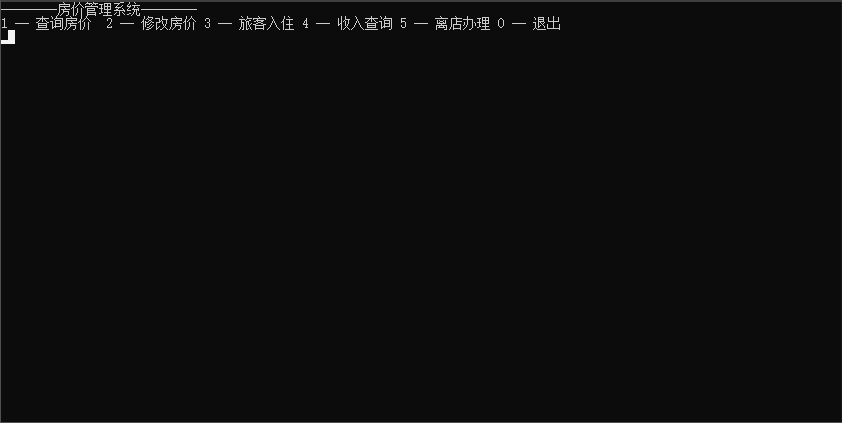 ————房价管理系统————
1 — 查询房价  2 — 修改房价 3 — 旅客入住 4 — 收入查询 5 — 离店办理 0 — 退出